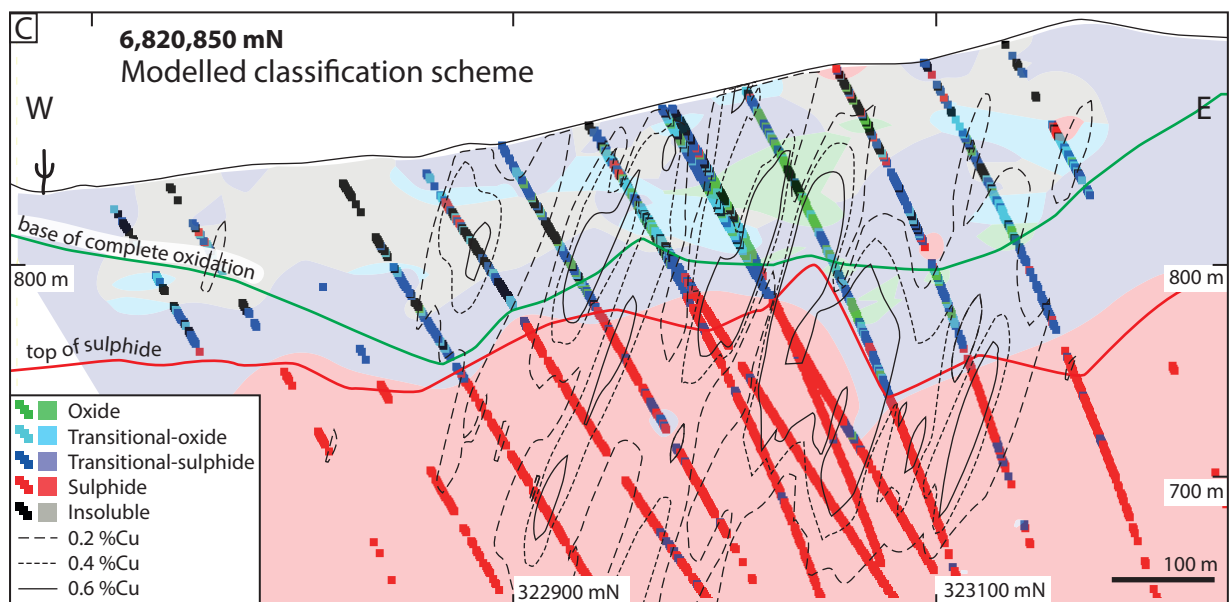 C
6,820,850 mN
Modelled classification scheme
W
E
base of complete oxidation
800 m
800 m
top of sulphide
Oxide
Transitional-oxide
Transitional-sulphide
Sulphide
Insoluble
0.2 %Cu
0.4 %Cu
0.6 %Cu
700 m
322900 mN
323100 mN
100 m